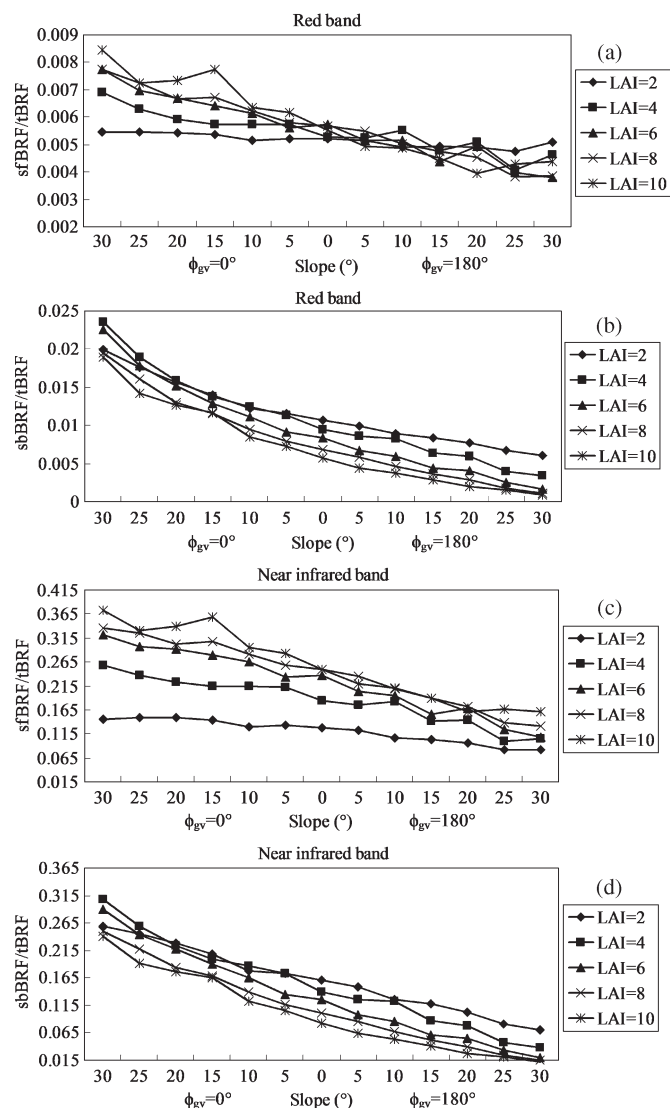 Red band
(a)
sfBRF/tBRF
0.009
0.008
0.007
0.006
0.005
0.004
0.003
0.002
30 25 20 15 10 5 0 5 10 15 20 25 30
ϕgv=0° Slope (°) ϕgv=180°
LAI=2
LAI=4
LAI=6
LAI=8
LAI=10
Red band
(b)
sbBRF/tBRF
0.025
0.02
0.015
0.01
0.005
0
30 25 20 15 10 5 0 5 10 15 20 25 30
ϕgv=0° Slope (°) ϕgv=180°
LAI=2
LAI=4
LAI=6
LAI=8
LAI=10
Near infrared band
(c)
sfBRF/tBRF
0.415
0.365
0.315
0.265
0.215
0.165
0.115
0.065
0.015
30 25 20 15 10 5 0 5 10 15 20 25 30
ϕgv=0° Slope (°) ϕgv=180°
LAI=2
LAI=4
LAI=6
LAI=8
LAI=10
Near infrared band
(d)
sbBRF/tBRF
0.365
0.315
0.265
0.215
0.165
0.115
0.065
0.015
30 25 20 15 10 5 0 5 10 15 20 25 30
ϕgv=0° Slope (°) ϕgv=180°
LAI=2
LAI=4
LAI=6
LAI=8
LAI=10